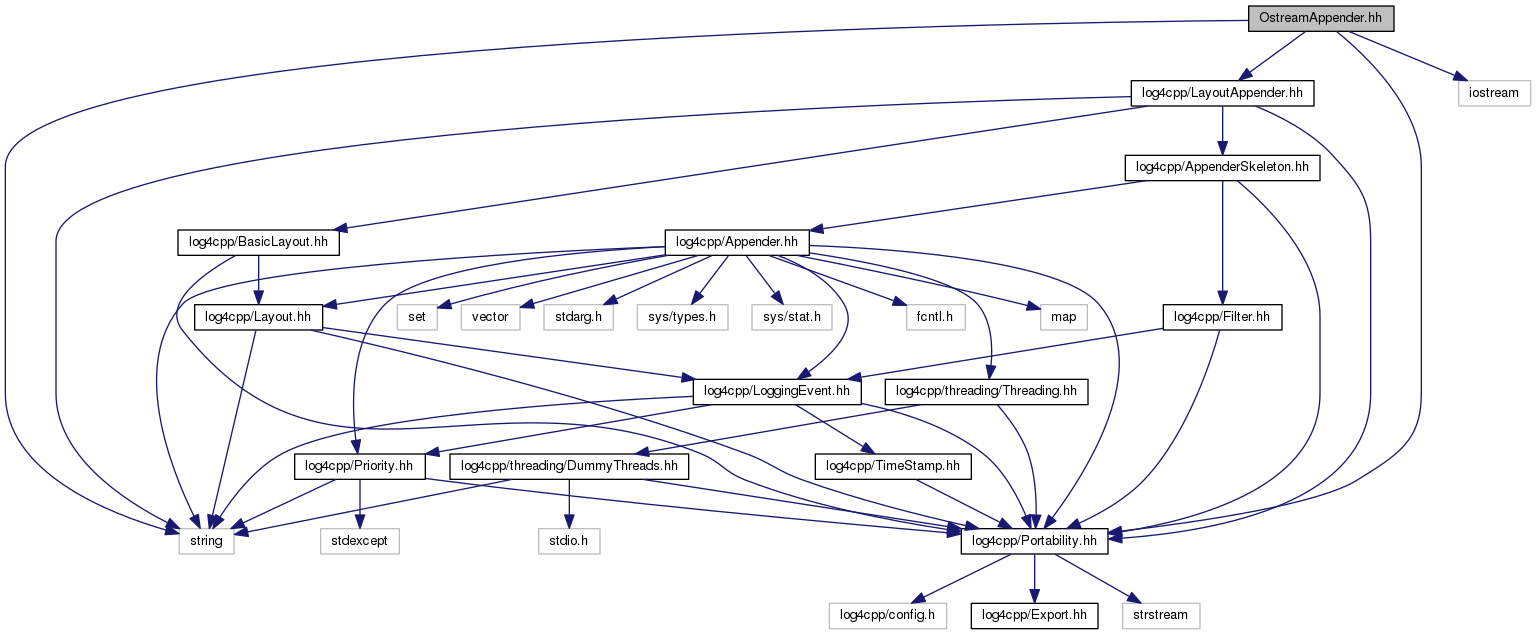 OstreamAppender.hh
log4cpp/LayoutAppender.hh
iostream
log4cpp/AppenderSkeleton.hh
log4cpp/BasicLayout.hh
log4cpp/Appender.hh
log4cpp/Layout.hh
set
vector
stdarg.h
sys/types.h
sys/stat.h
fcntl.h
map
log4cpp/Filter.hh
log4cpp/LoggingEvent.hh
log4cpp/threading/Threading.hh
log4cpp/Priority.hh
log4cpp/threading/DummyThreads.hh
log4cpp/TimeStamp.hh
string
stdexcept
stdio.h
log4cpp/Portability.hh
log4cpp/config.h
log4cpp/Export.hh
strstream